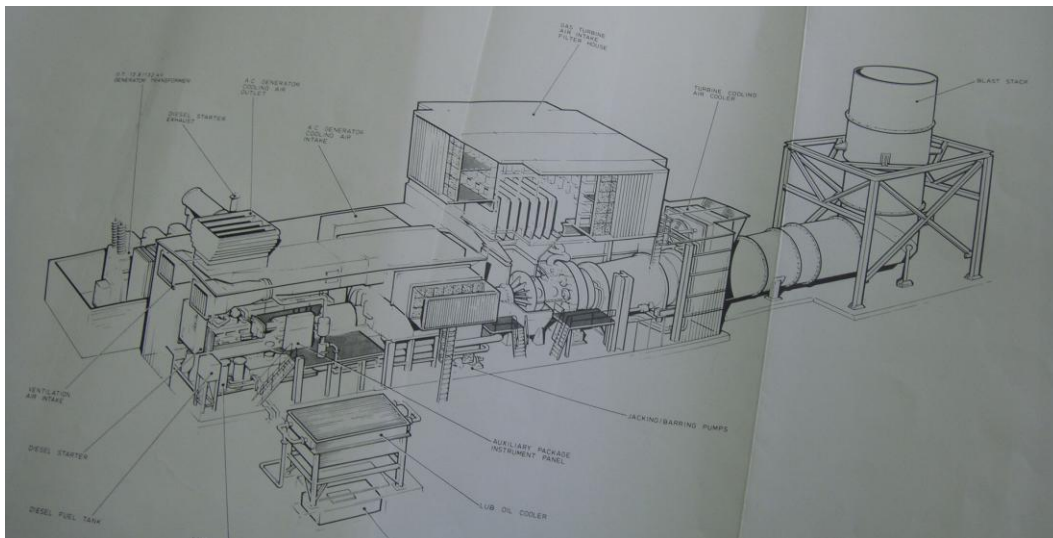 GAS TURBINE
AIR INTAKE
FILTER HOUSE
GENERATOR TRANSFORMER
A.C. GENERATOR
COOLING AIR
OUTLET
TURBINE COOLING
AIR COOLER
BLAST STACK
DIESEL STARTER
EXHAUST
A.C. GENERATOR
COOLING AIR
INTAKE
VENTILATION
AIR INTAKE
JACKING/BARRING PUMPS
DIESEL STARTER
AUXILIARY PACKAGE
INSTRUMENT PANEL
DIESEL FUEL TANK
LUB OIL COOLER